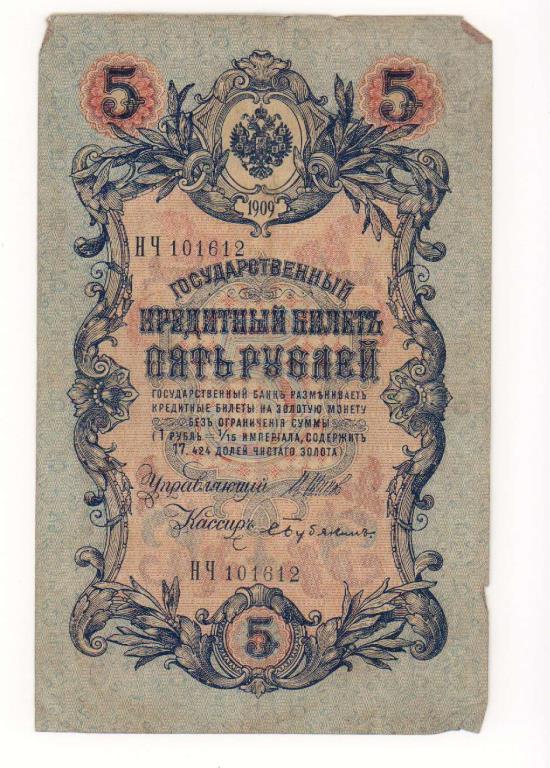 5 5
1909
НЧ 101612
ГОСУДАРСТВЕННЫЙ
КРЕДИТНЫЙ БИЛЕТЪ
ПЯТЬ РУБЛЕЙ
ГОСУДАРСТВЕННЫЙ БАНКЪ РАЗМѢНИВАЕТЪ
КРЕДИТНЫЕ БИЛЕТЫ НА ЗОЛОТУЮ МОНЕТУ
БЕЗЪ ОГРАНИЧЕНІЯ СУММЫ
(1 РУБЛЬ = 1/15 ИМПЕРІАЛА, СОДЕРЖИТЪ
17,424 ДОЛЕЙ ЧИСТАГО ЗОЛОТА)
Управляющій
Кассиръ
НЧ 101612
5